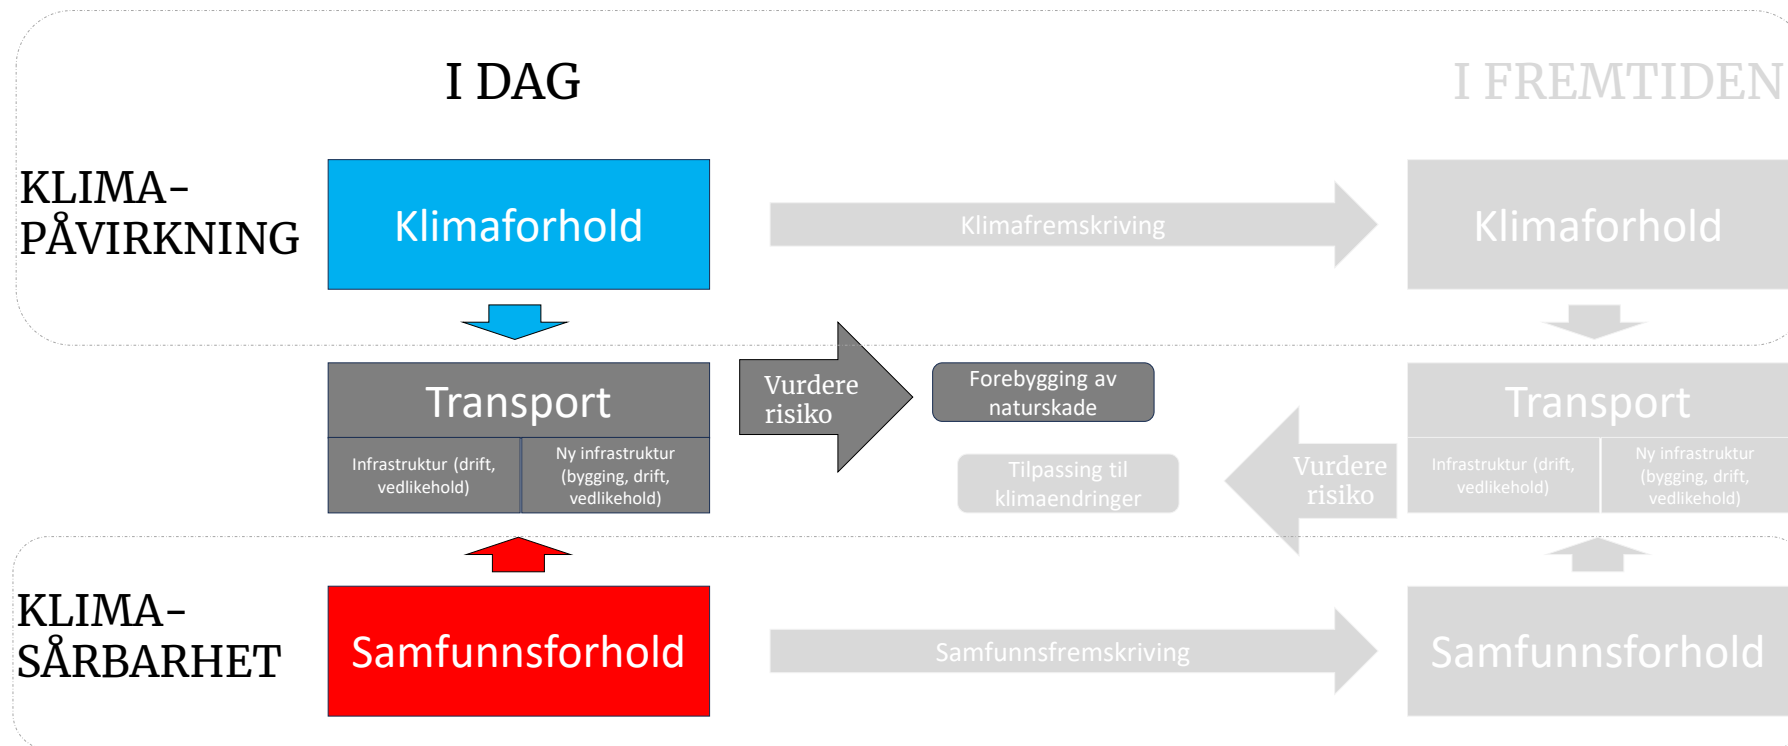 I DAG
I FREMTIDEN
KLIMA-
PÅVIRKNING
Klimaforhold
Klimafremskriving
Klimaforhold
Transport
Infrastruktur (drift,
vedlikehold)
Ny infrastruktur
(bygging, drift,
vedlikehold)
Vurdere
risiko
Forebygging av
naturskade
Tilpassing til
klimaendringer
Vurdere
risiko
Transport
Infrastruktur (drift,
vedlikehold)
Ny infrastruktur
(bygging, drift,
vedlikehold)
KLIMA-
SÅRBARHET
Samfunnsforhold
Samfunnsfremskriving
Samfunnsforhold